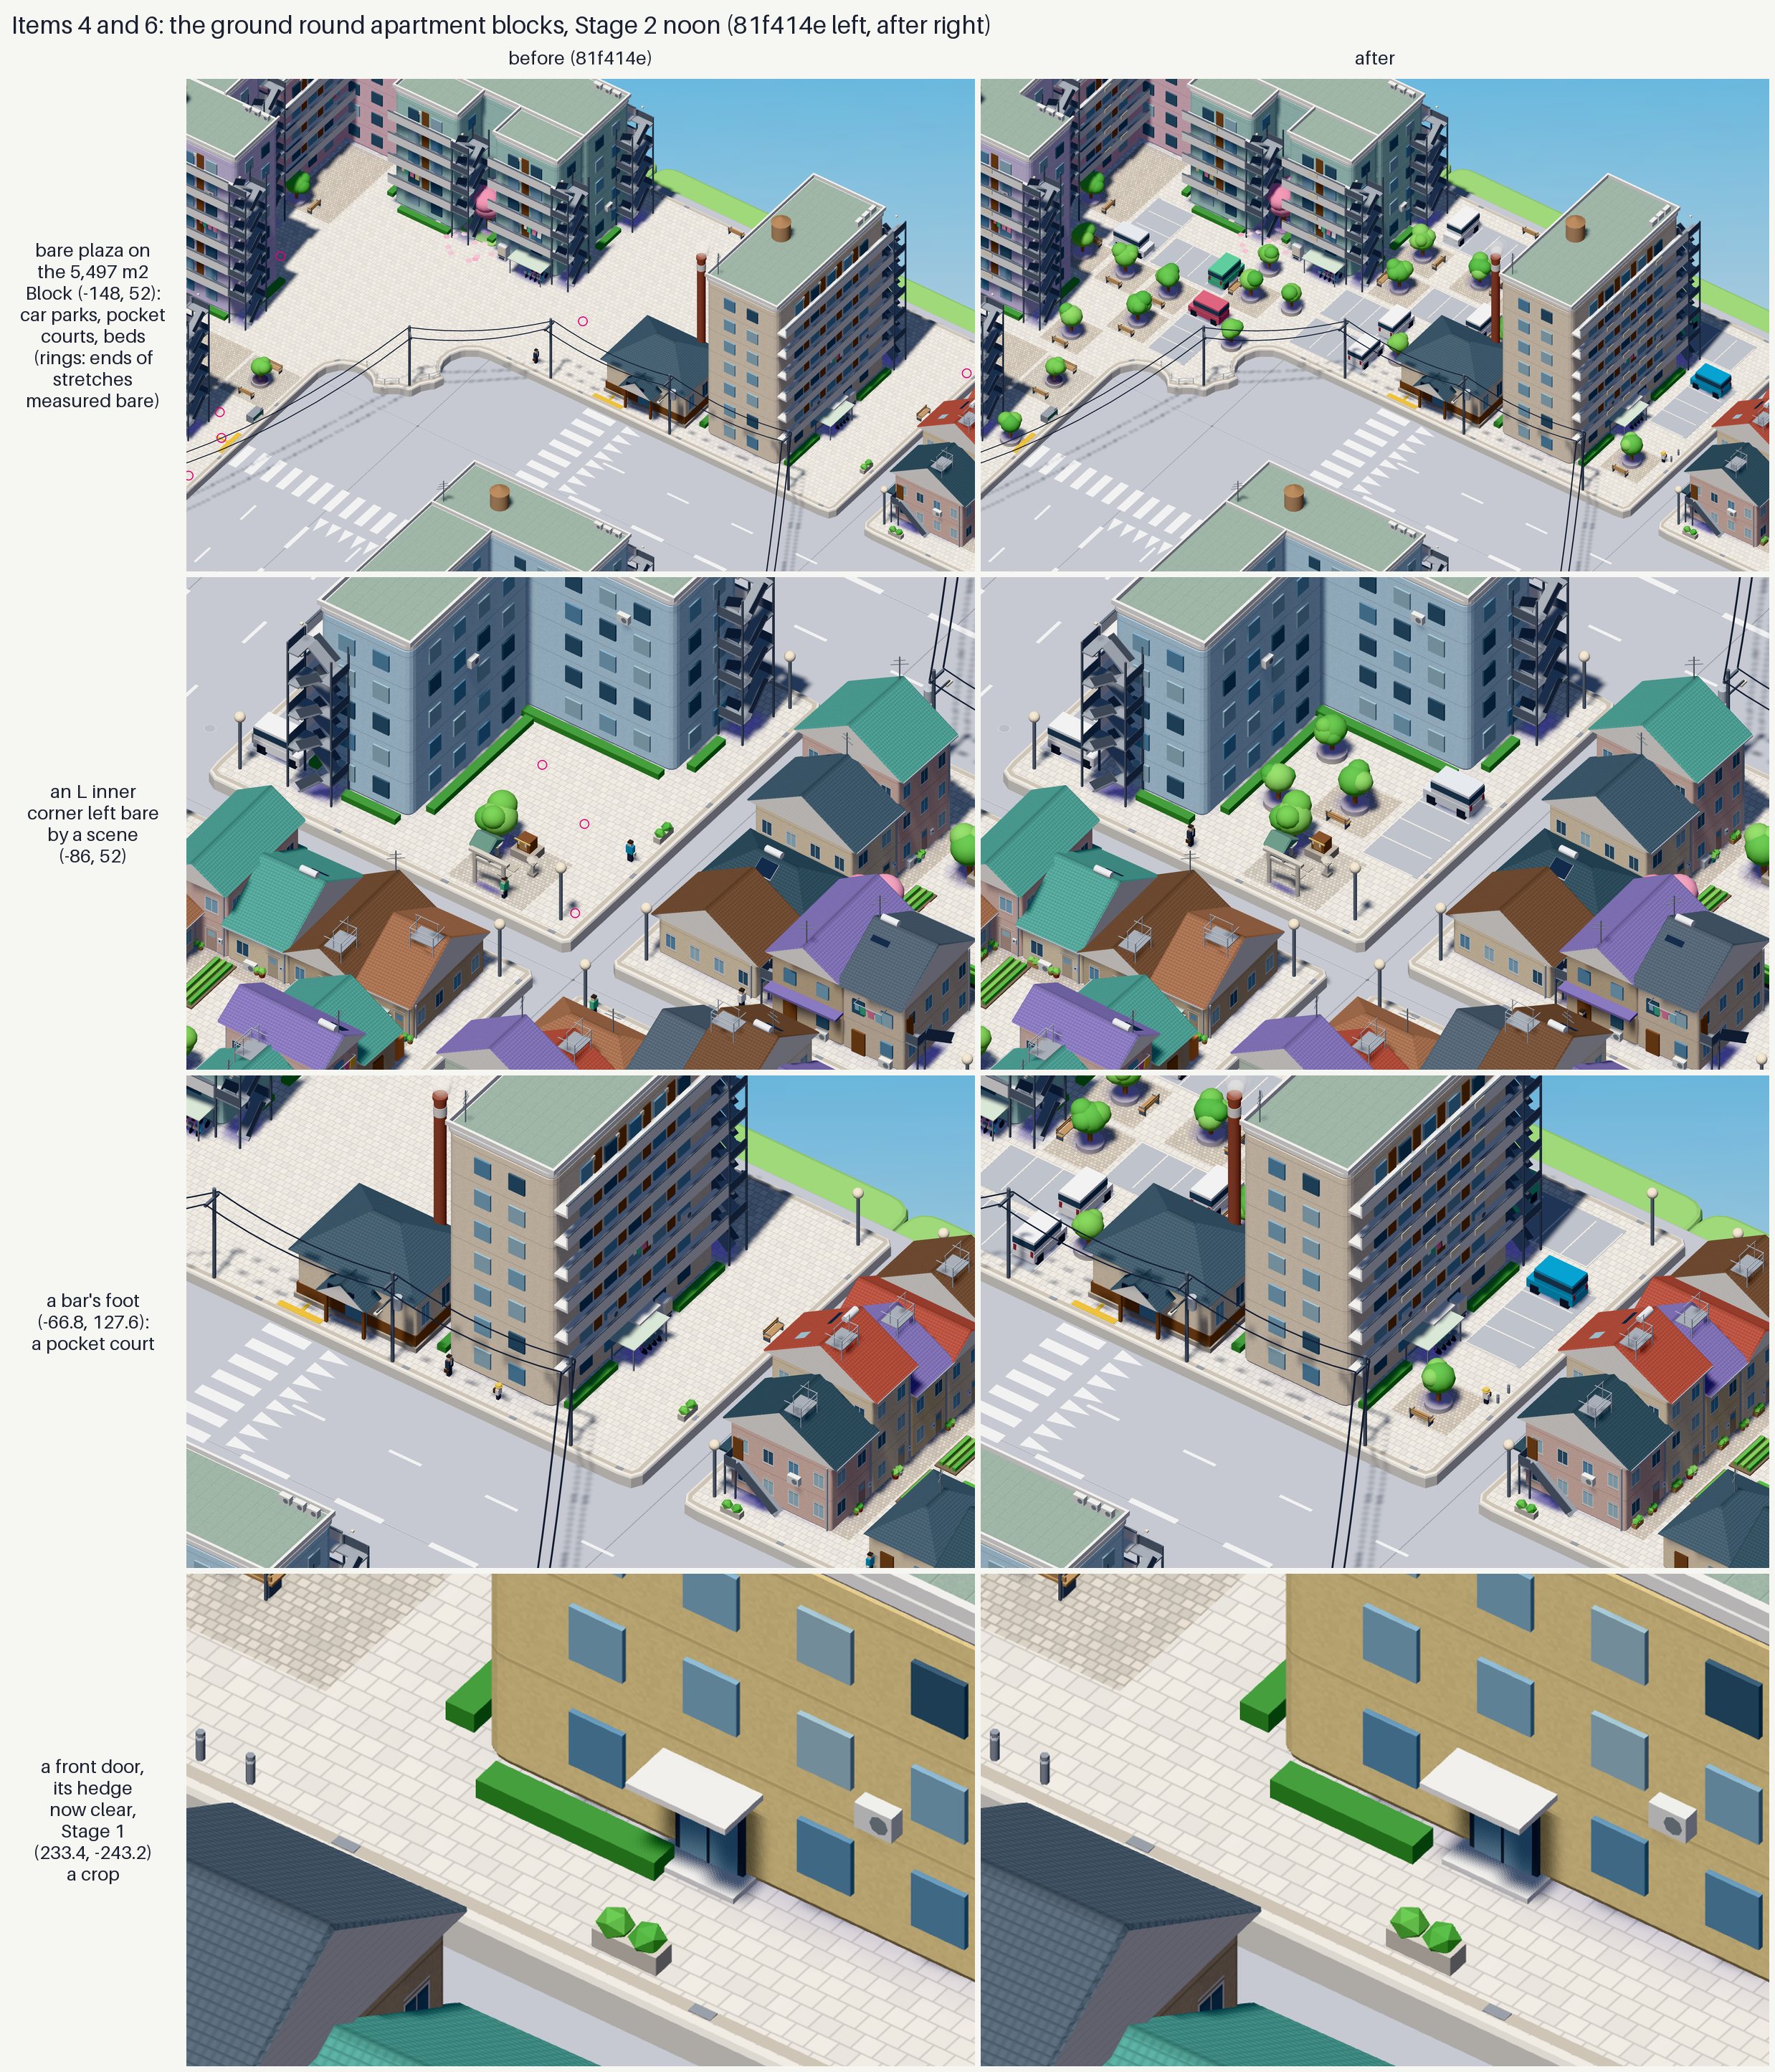 Items 4 and 6: the ground round apartment blocks, Stage 2 noon (81f414e left, after right)
before (81f414e)
after
bare plaza on
the 5,497 m2
Block (-148, 52):
car parks, pocket
courts, beds
(rings: ends of
stretches
measured bare)
an L inner
corner left bare
by a scene
(-86, 52)
a bar's foot
(-66.8, 127.6):
a pocket court
a front door,
its hedge
now clear,
Stage 1
(233.4, -243.2)
a crop